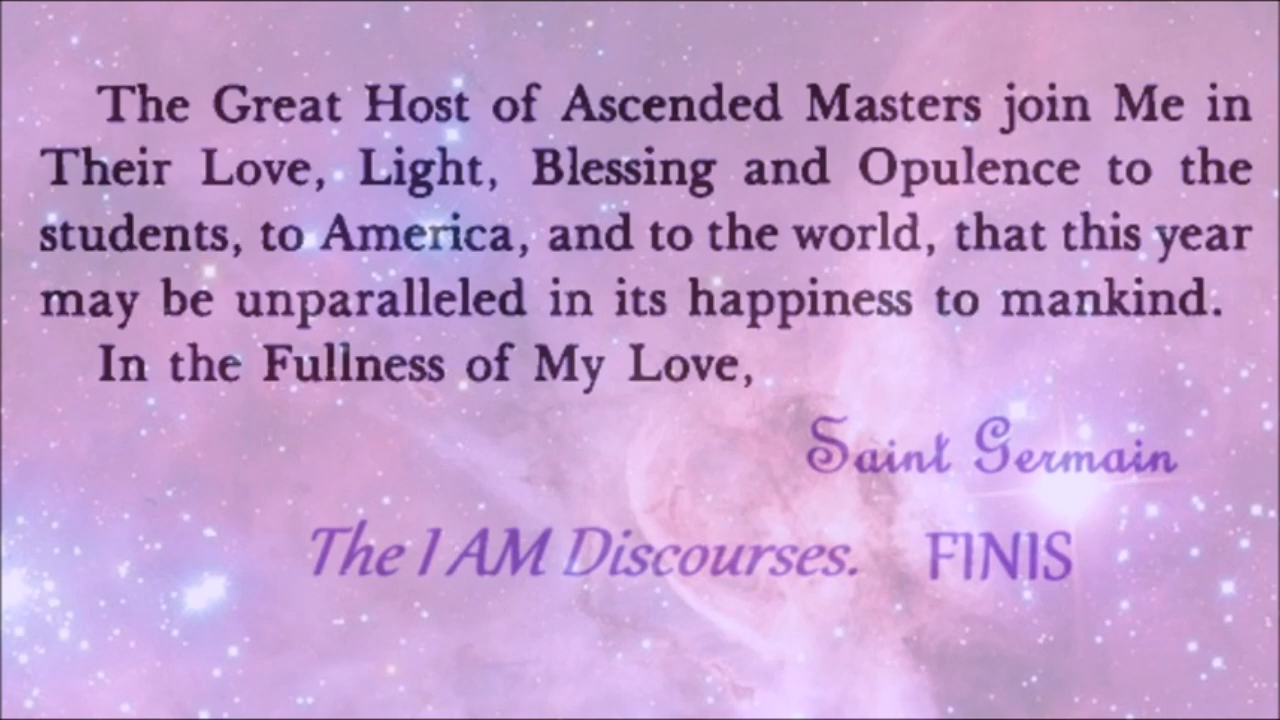 The Great Host of Ascended Masters join Me in
Their Love, Light, Blessing and Opulence to the
students, to America, and to the world, that this year
may be unparalleled in its happiness to mankind.
In the Fullness of My Love,
Saint Germain
The I AM Discourses. FINIS